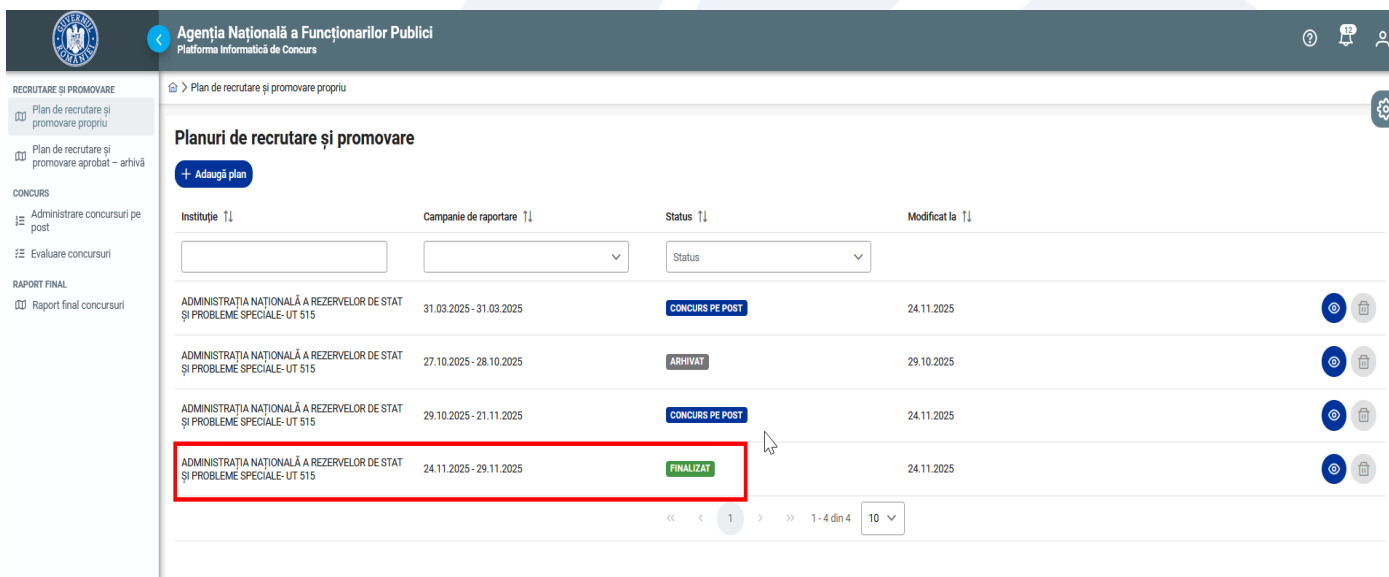 GUVERNUL
ROMÂNIEI
Agenția Națională a Funcționarilor Publici
Platforma Informatică de Concurs
12
RECRUTARE ȘI PROMOVARE
Plan de recrutare și
promovare propriu
Plan de recrutare și
promovare aprobat – arhivă
CONCURS
Administrare concursuri pe
post
Evaluare concursuri
RAPORT FINAL
Raport final concursuri
Plan de recrutare și promovare propriu
Planuri de recrutare și promovare
+ Adaugă plan
Instituție Campanie de raportare Status Modificat la
Status
ADMINISTRAȚIA NAȚIONALĂ A REZERVELOR DE STAT
ȘI PROBLEME SPECIALE- UT 515
31.03.2025 - 31.03.2025 CONCURS PE POST 24.11.2025
ADMINISTRAȚIA NAȚIONALĂ A REZERVELOR DE STAT
ȘI PROBLEME SPECIALE- UT 515
27.10.2025 - 28.10.2025 ARHIVAT 29.10.2025
ADMINISTRAȚIA NAȚIONALĂ A REZERVELOR DE STAT
ȘI PROBLEME SPECIALE- UT 515
29.10.2025 - 21.11.2025 CONCURS PE POST 24.11.2025
ADMINISTRAȚIA NAȚIONALĂ A REZERVELOR DE STAT
ȘI PROBLEME SPECIALE- UT 515
24.11.2025 - 29.11.2025 FINALIZAT 24.11.2025
<< < 1 > >> 1 - 4 din 4 10